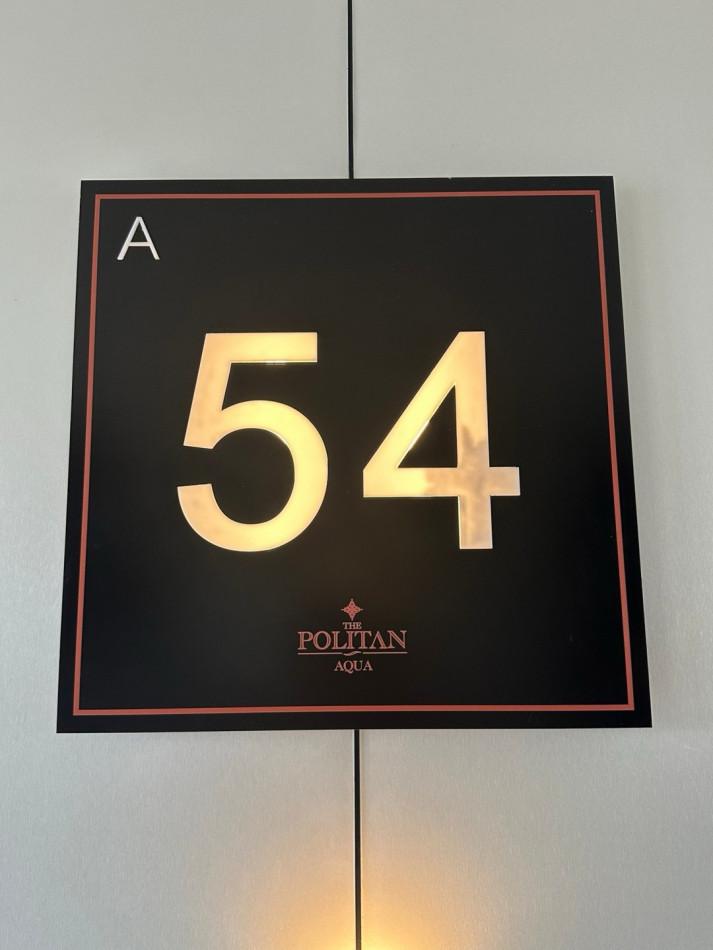 A
54
THE
POLITAN
AQUA